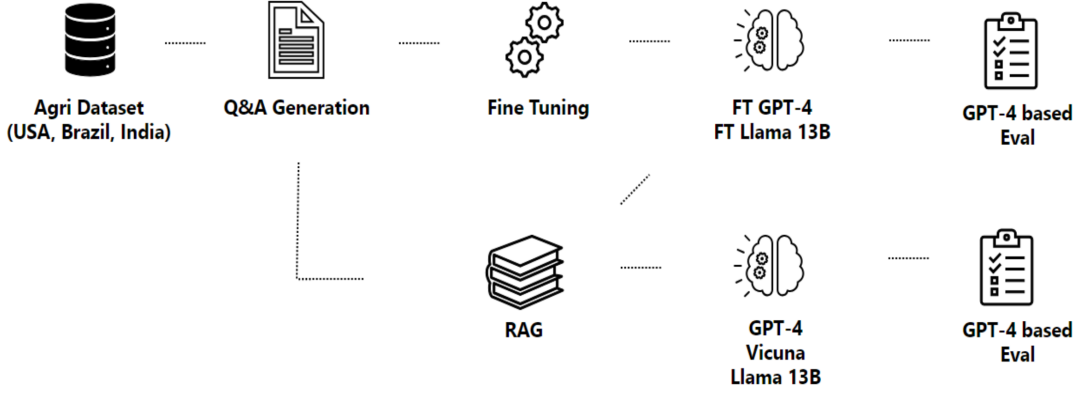 Agri Dataset
(USA, Brazil, India)
Q&A Generation
Fine Tuning
FT GPT-4
FT Llama 13B
GPT-4 based
Eval
RAG
GPT-4
Vicuna
Llama 13B
GPT-4 based
Eval